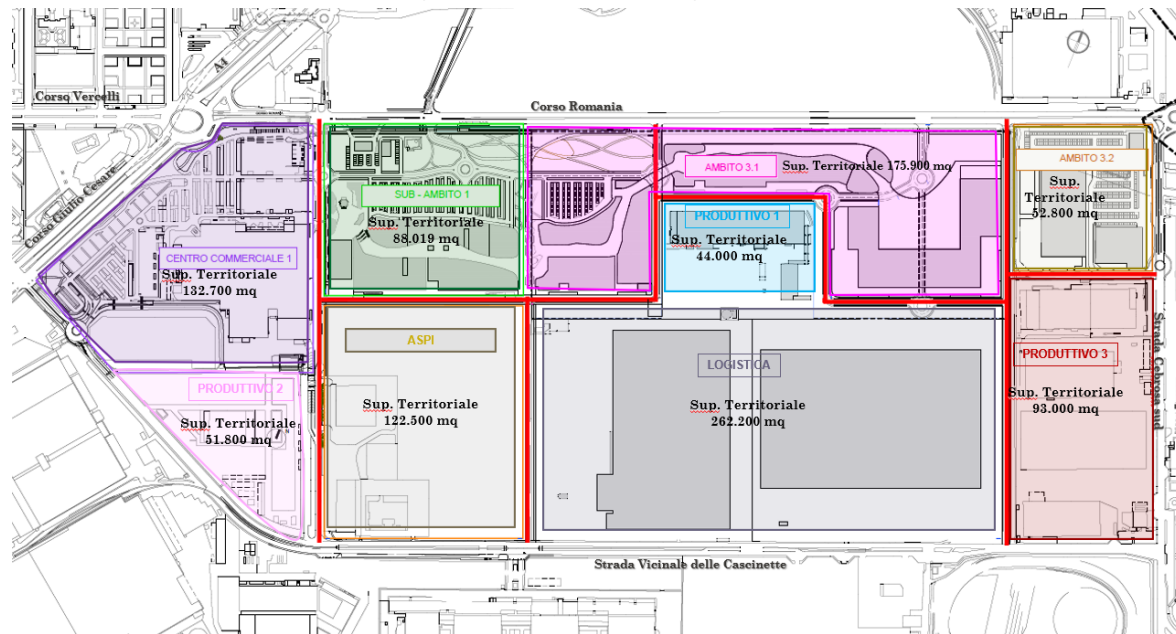 A4
Corso Vercelli
Corso Romania
Corso Giulio Cesare
SUB - AMBITO 1
Sup. Territoriale
88.019 mq
AMBITO 3.1
Sup. Territoriale 175.900 mq
AMBITO 3.2
Sup.
Territoriale
52.800 mq
PRODUTTIVO 1
Sup. Territoriale
44.000 mq
CENTRO COMMERCIALE 1
Sup. Territoriale
132.700 mq
ASPI
Sup. Territoriale
122.500 mq
LOGISTICA
Sup. Territoriale
262.200 mq
PRODUTTIVO 3
Sup. Territoriale
93.000 mq
Strada Cebrosa sud
PRODUTTIVO 2
Sup. Territoriale
51.800 mq
Strada Vicinale delle Cascinette